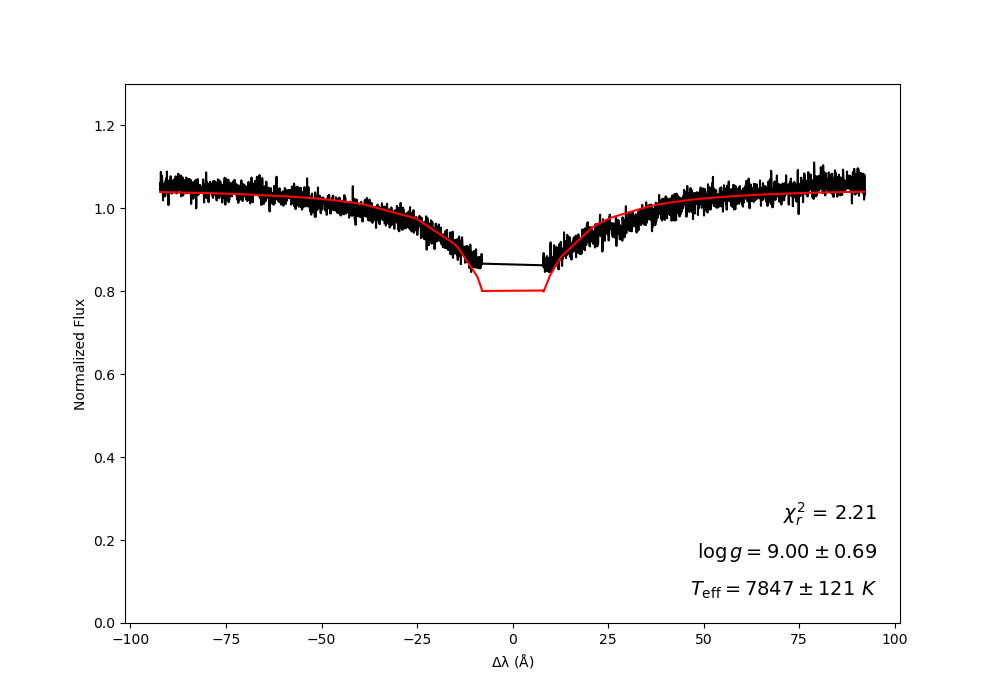 1.2
1.0
0.8
0.6
0.4
0.2
0.0
Normalized Flux
χ²ᵣ = 2.21
log g = 9.00 ± 0.69
T_eff = 7847 ± 121 K
−100 −75 −50 −25 0 25 50 75 100
Δλ (Å)